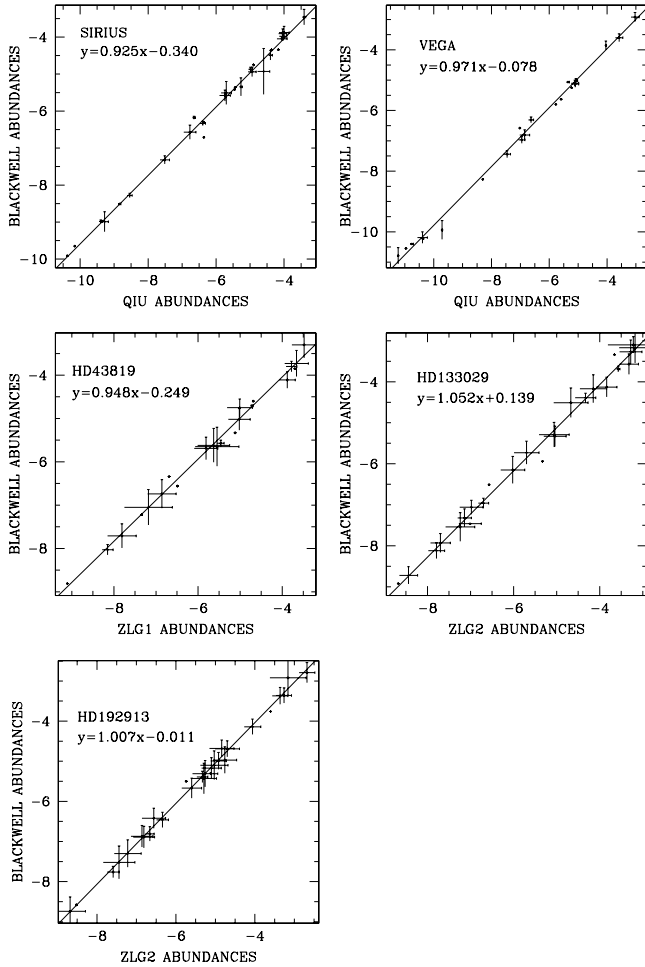 SIRIUS
y=0.925x−0.340
BLACKWELL ABUNDANCES
−4
−6
−8
−10
−10 −8 −6 −4
QIU ABUNDANCES
VEGA
y=0.971x−0.078
BLACKWELL ABUNDANCES
−4
−6
−8
−10
−10 −8 −6 −4
QIU ABUNDANCES
HD43819
y=0.948x−0.249
BLACKWELL ABUNDANCES
−4
−6
−8
−8 −6 −4
ZLG1 ABUNDANCES
HD133029
y=1.052x+0.139
BLACKWELL ABUNDANCES
−4
−6
−8
−8 −6 −4
ZLG2 ABUNDANCES
HD192913
y=1.007x−0.011
BLACKWELL ABUNDANCES
−4
−6
−8
−8 −6 −4
ZLG2 ABUNDANCES